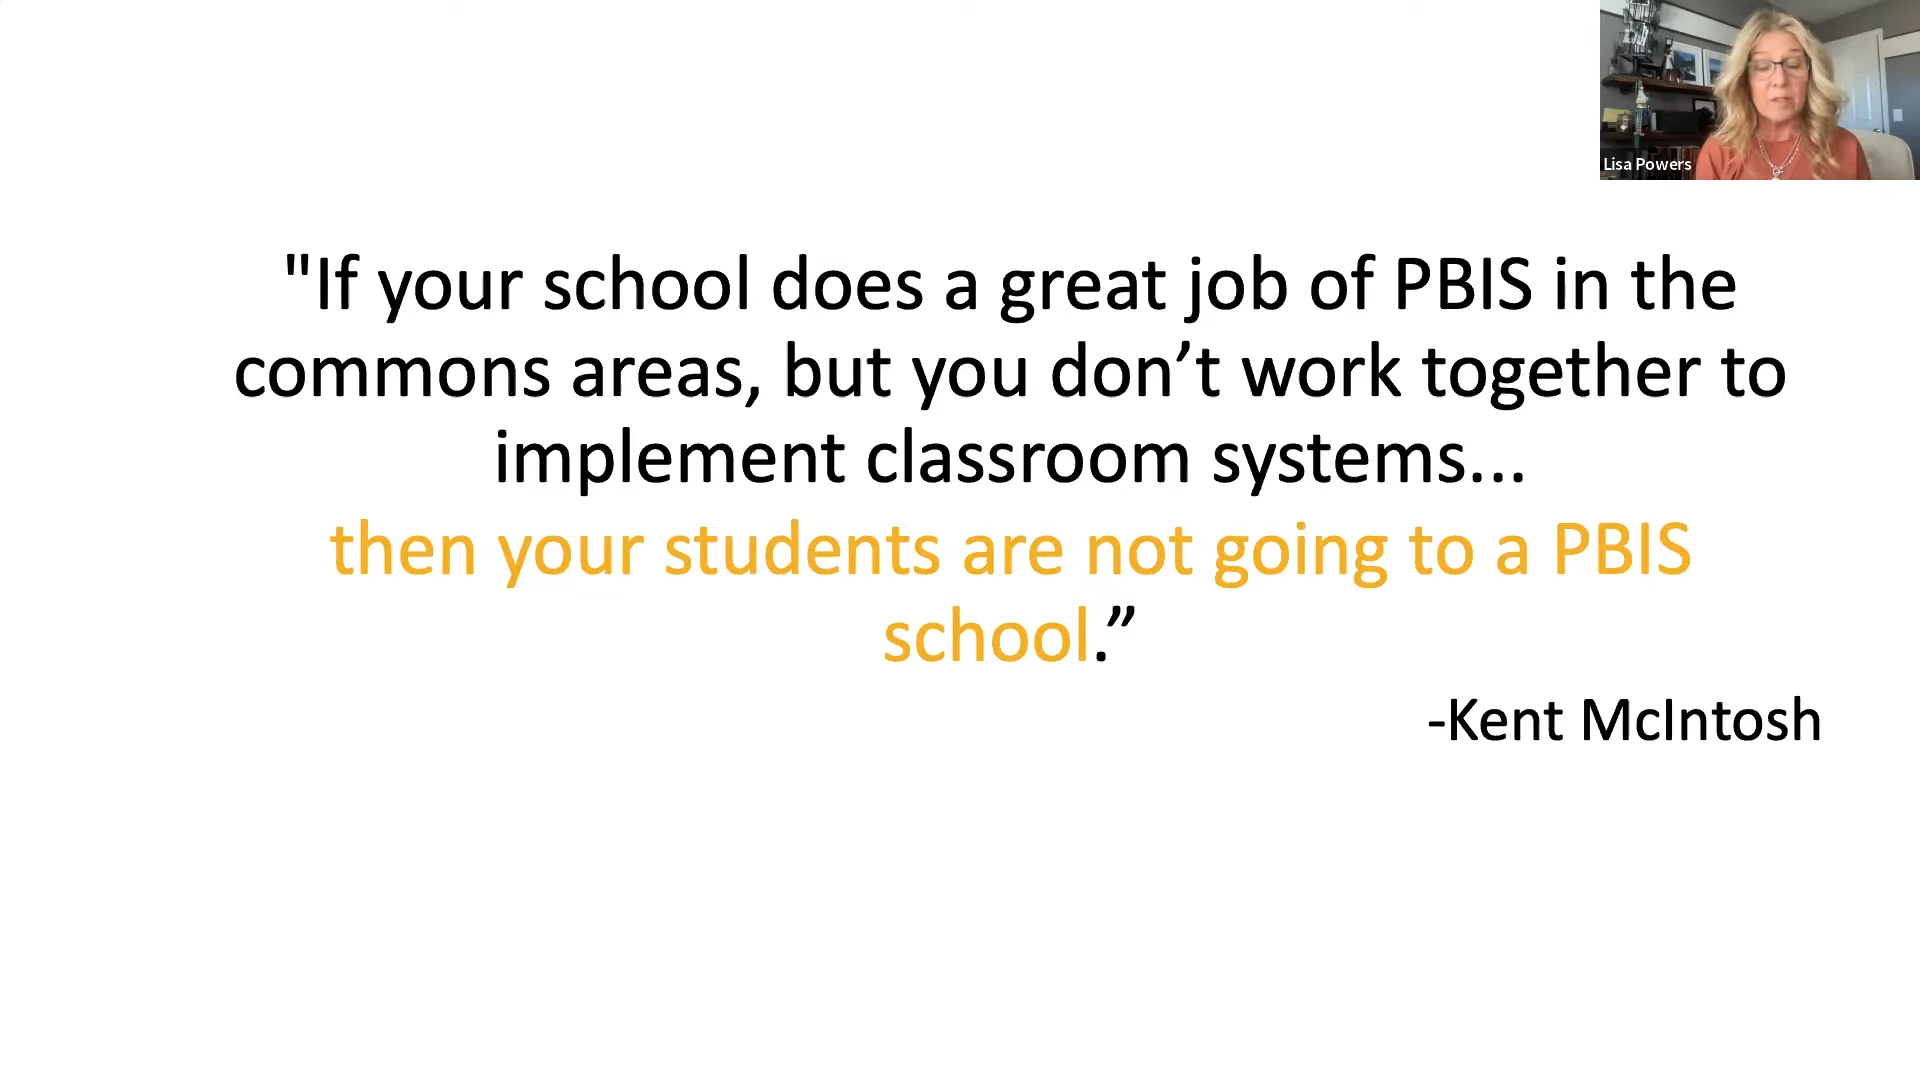 Lisa Powers
"If your school does a great job of PBIS in the
commons areas, but you don’t work together to
implement classroom systems...
then your students are not going to a PBIS
school.”
-Kent McIntosh